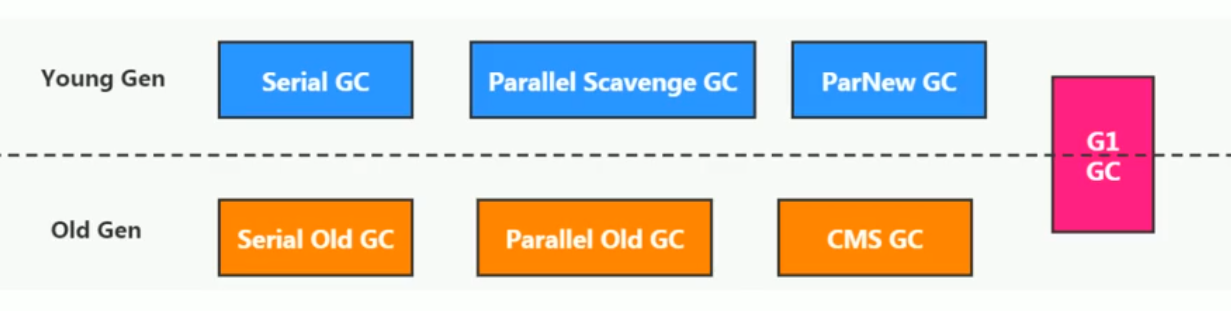 Young Gen
Serial GC
Parallel Scavenge GC
ParNew GC
G1
GC
Old Gen
Serial Old GC
Parallel Old GC
CMS GC